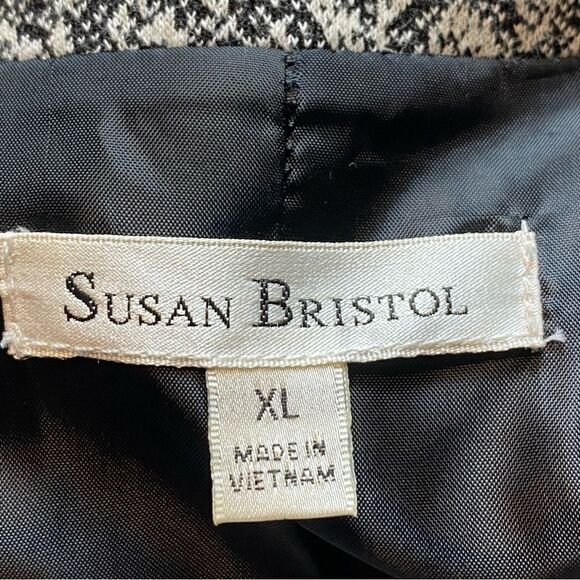 SUSAN BRISTOL
XL
MADE IN
VIETNAM